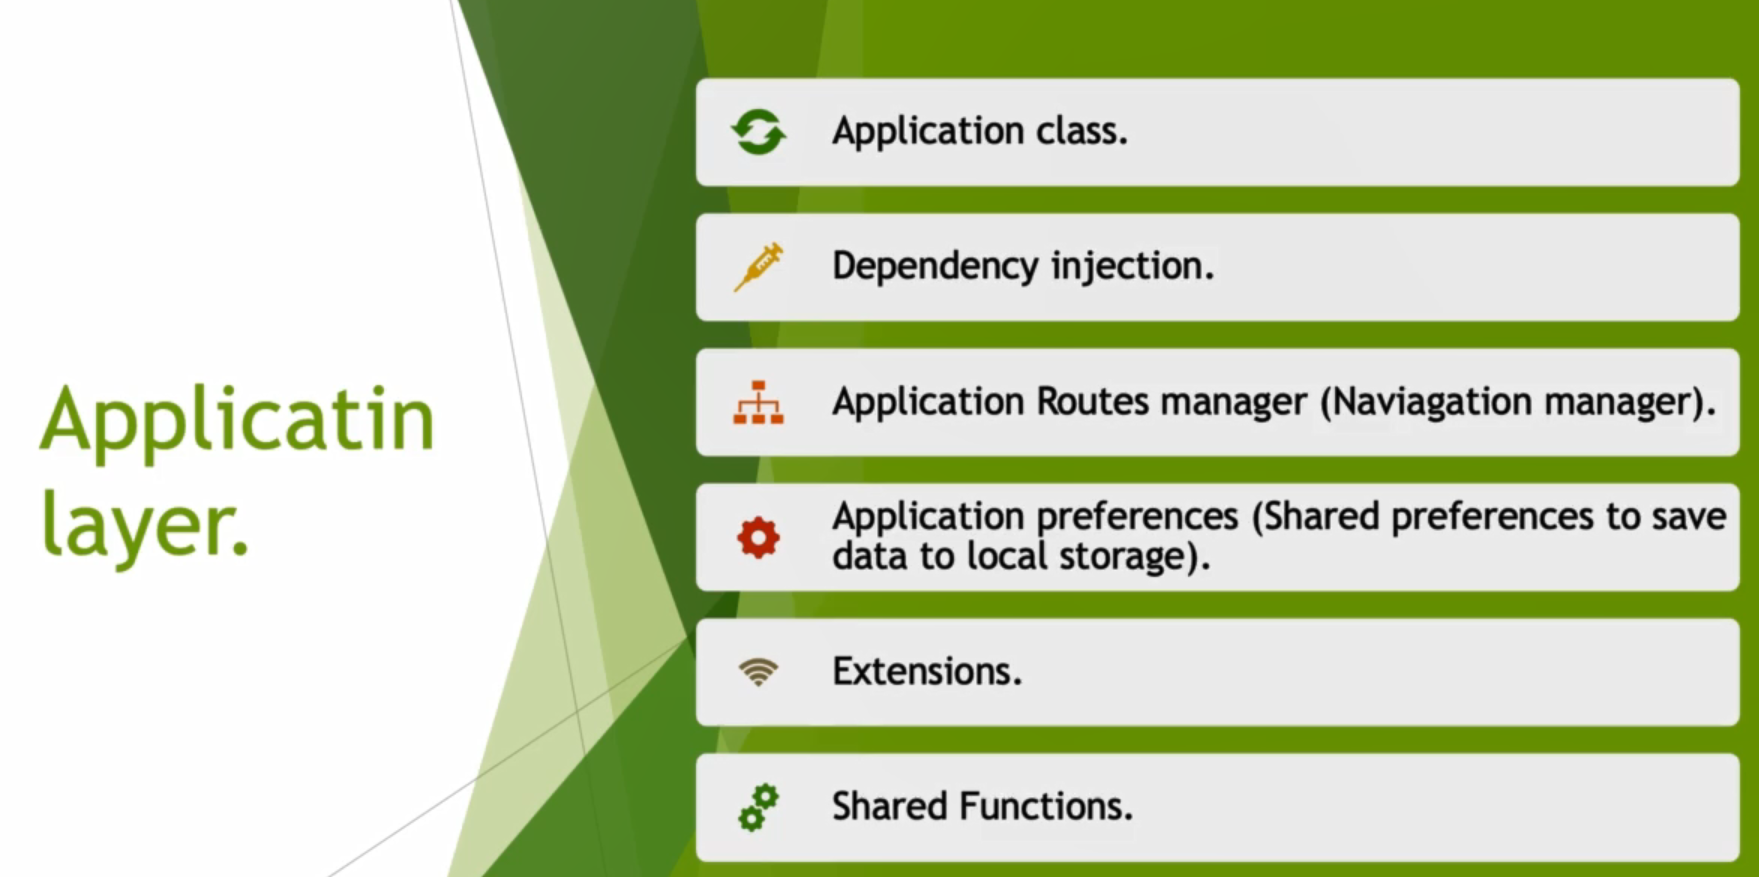 Applicatin
layer.
Application class.
Dependency injection.
Application Routes manager (Naviagation manager).
Application preferences (Shared preferences to save
data to local storage).
Extensions.
Shared Functions.